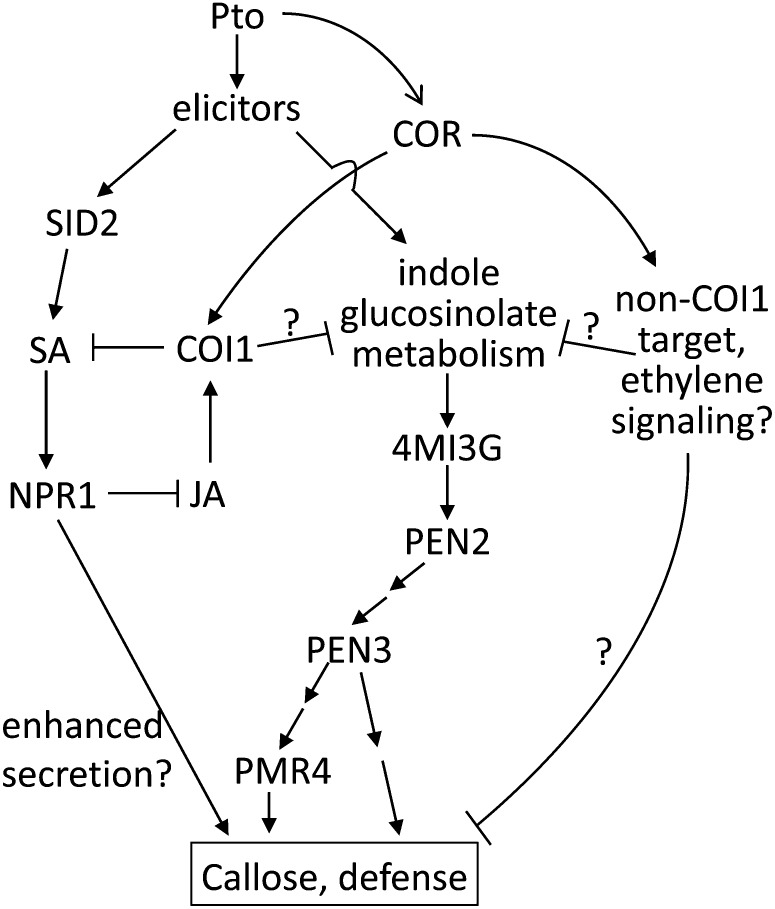 Pto
elicitors
COR
SID2
indole
glucosinolate
metabolism
non-COI1
target,
ethylene
signaling?
?
?
SA
COI1
4MI3G
NPR1
JA
PEN2
PEN3
?
enhanced
secretion?
PMR4
Callose, defense